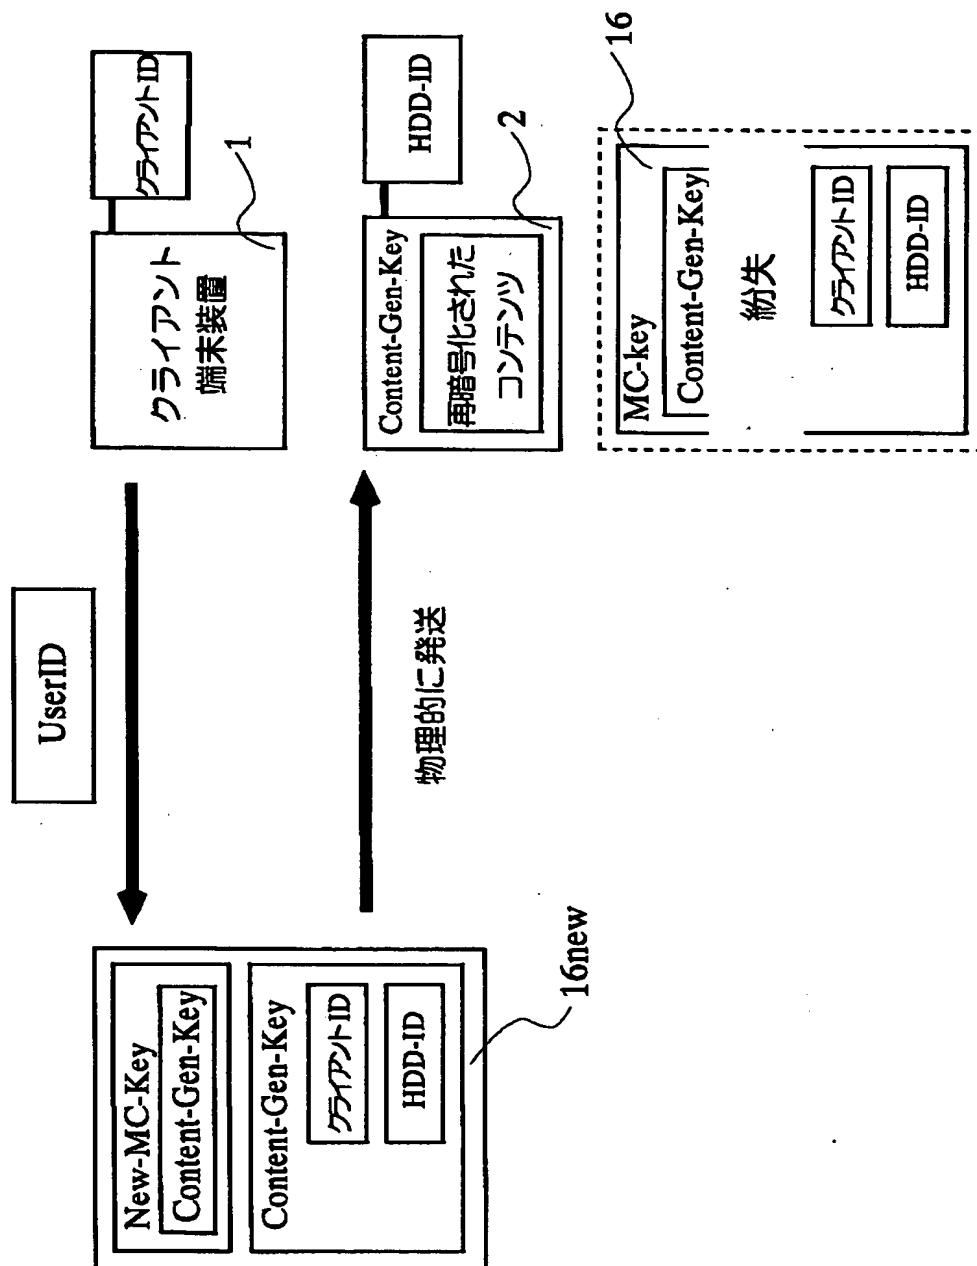 UserID
New-MC-Key
Content-Gen-Key
Content-Gen-Key
クライアントID
HDD-ID
16new
物理的に発送
クライアント
端末装置
1
クライアントID
Content-Gen-Key
再暗号化された
コンテンツ
2
HDD-ID
MC-key
Content-Gen-Key
16
紛失
クライアントID
HDD-ID